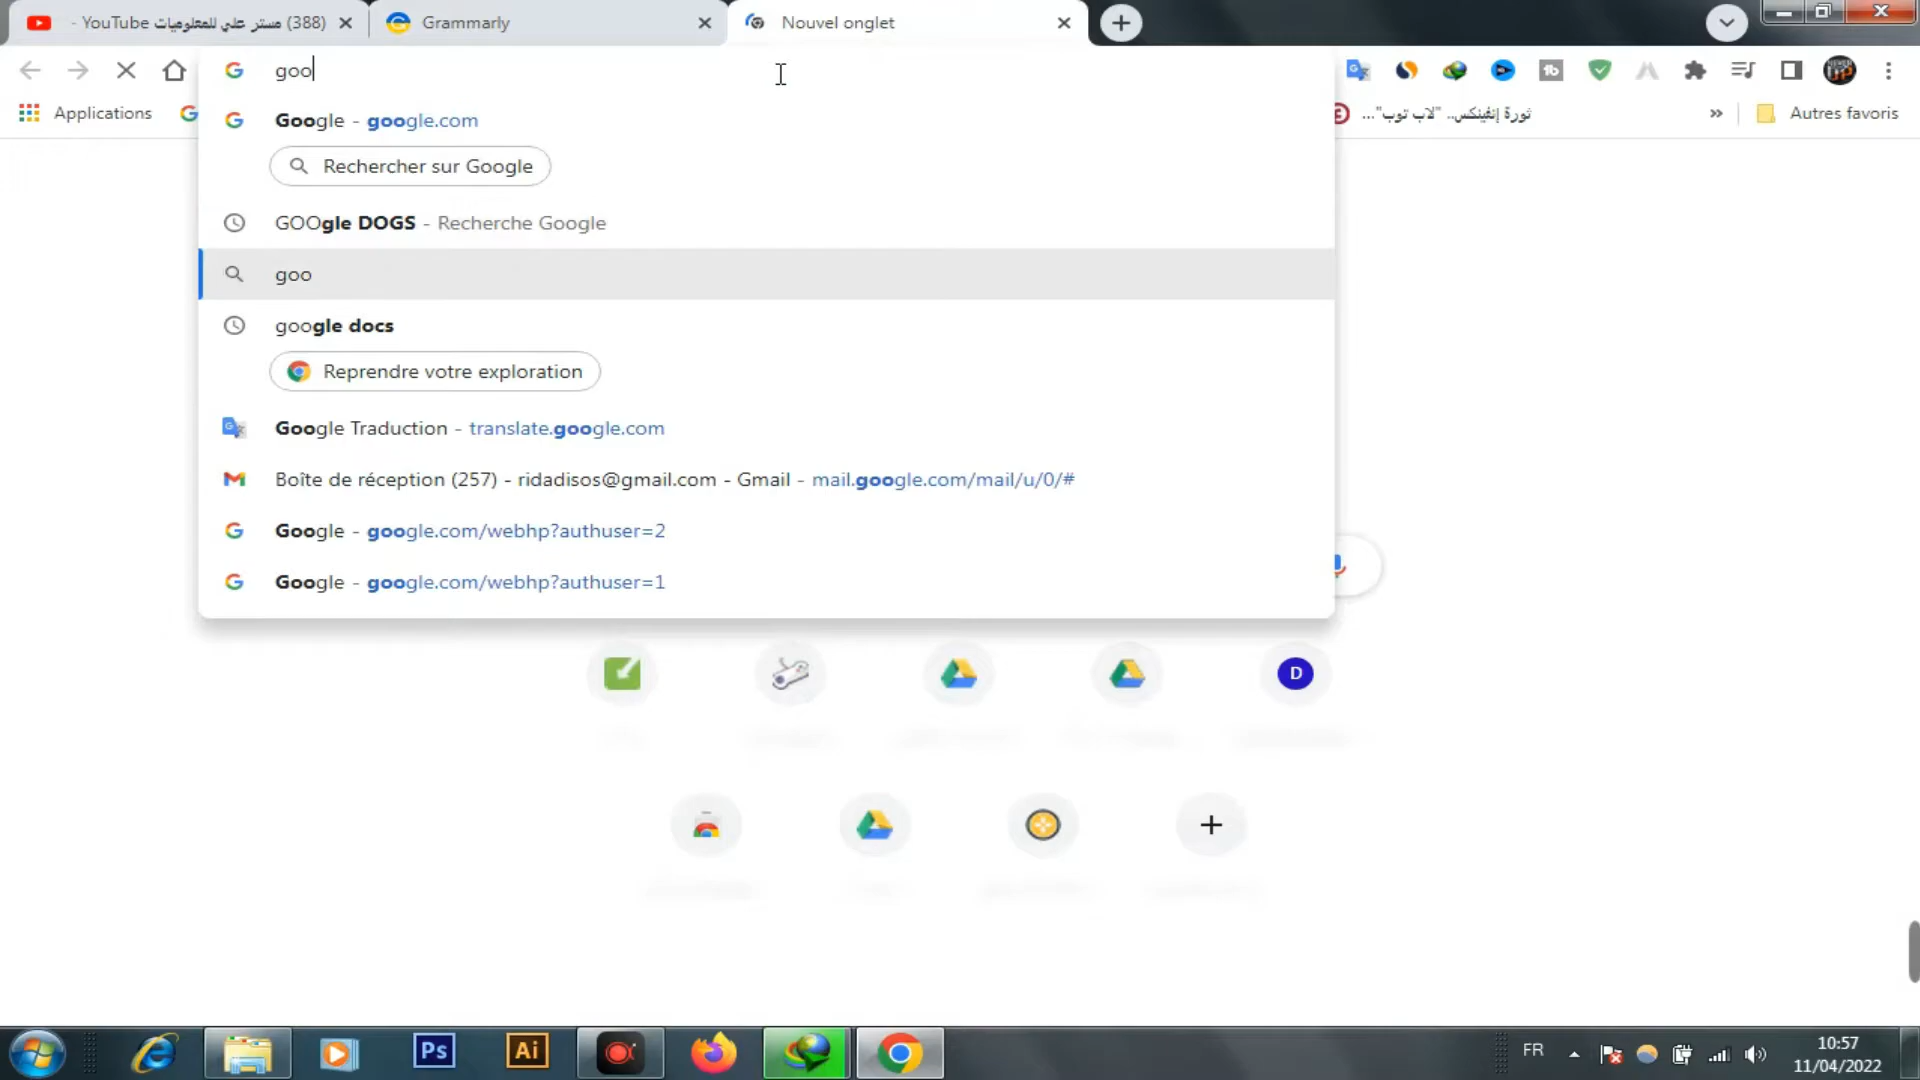 - YouTube مستر علي للمعلوميات (388)
Grammarly
Nouvel onglet
goo
Applications
ثورة إنفينكس.. "لاب توب"...
»
Autres favoris
Google - google.com
Rechercher sur Google
GOOgle DOGS - Recherche Google
goo
google docs
Reprendre votre exploration
Google Traduction - translate.google.com
Boîte de réception (257) - ridadisos@gmail.com - Gmail - mail.google.com/mail/u/0/#
Google - google.com/webhp?authuser=2
Google - google.com/webhp?authuser=1
D
Ps
Ai
FR
10:57
11/04/2022